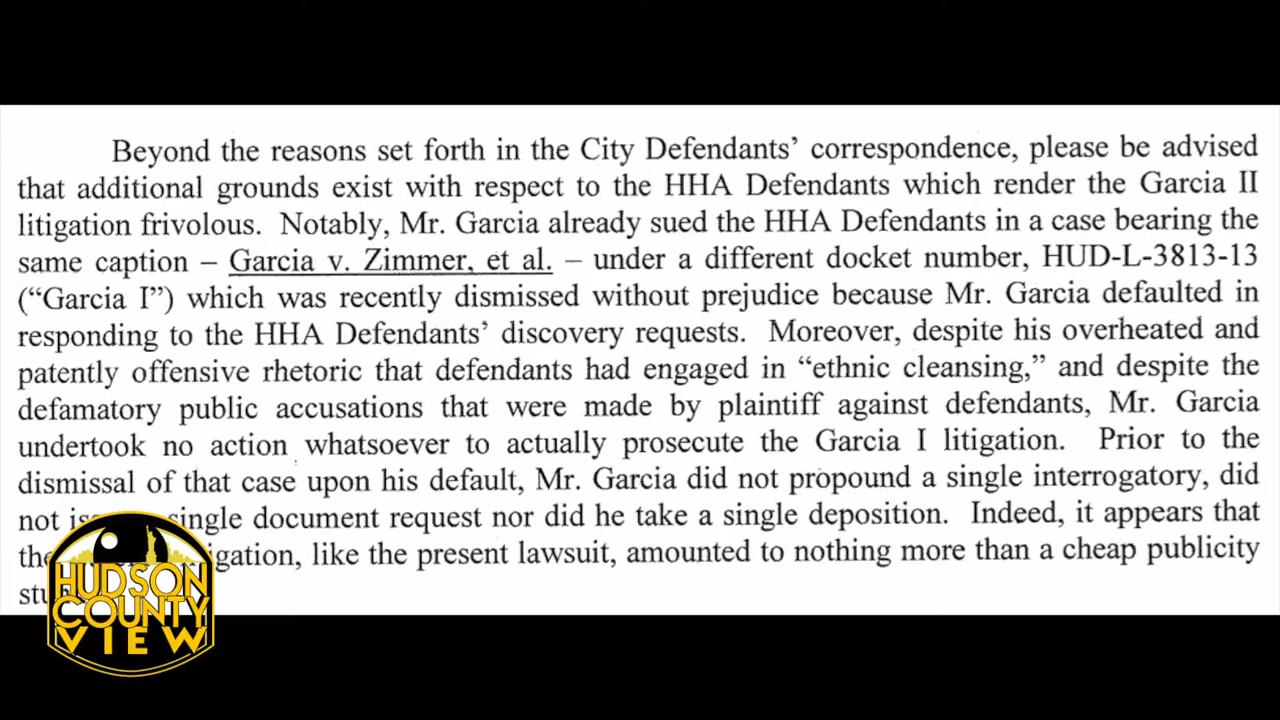 Beyond the reasons set forth in the City Defendants' correspondence, please be advised
that additional grounds exist with respect to the HHA Defendants which render the Garcia II
litigation frivolous. Notably, Mr. Garcia already sued the HHA Defendants in a case bearing the
same caption – Garcia v. Zimmer, et al. – under a different docket number, HUD-L-3813-13
("Garcia I") which was recently dismissed without prejudice because Mr. Garcia defaulted in
responding to the HHA Defendants' discovery requests. Moreover, despite his overheated and
patently offensive rhetoric that defendants had engaged in "ethnic cleansing," and despite the
defamatory public accusations that were made by plaintiff against defendants, Mr. Garcia
undertook no action whatsoever to actually prosecute the Garcia I litigation. Prior to the
dismissal of that case upon his default, Mr. Garcia did not propound a single interrogatory, did
not single document request nor did he take a single deposition. Indeed, it appears that
like the present lawsuit, amounted to nothing more than a cheap publicity
HUDSON
COUNTY
VIEW